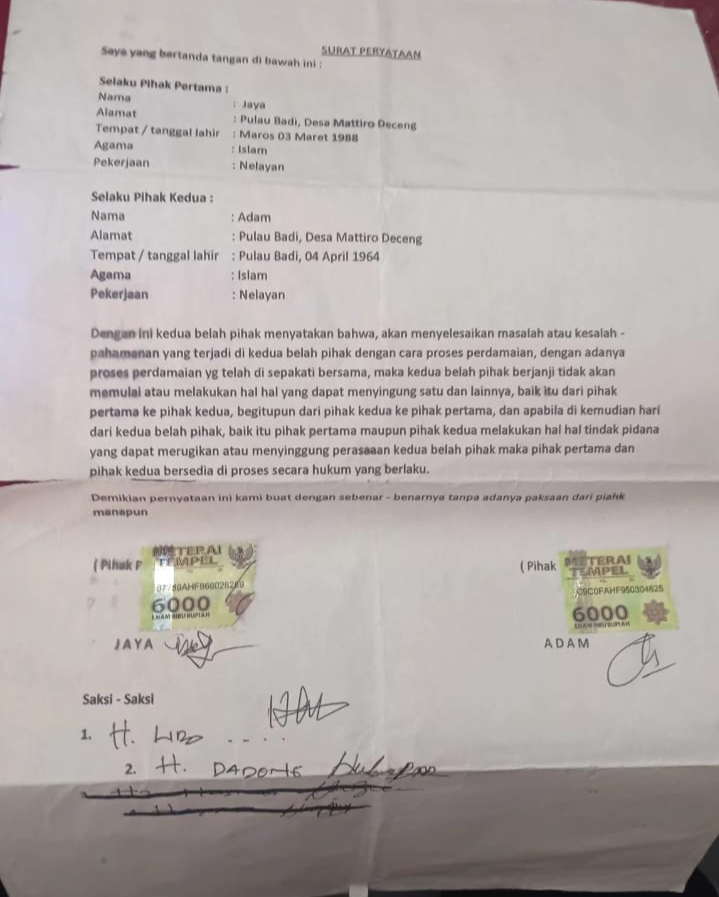 SURAT PERYATAAN
Saya yang bertanda tangan di bawah ini :
Selaku Pihak Pertama :
Nama : Jaya
Alamat : Pulau Badi, Desa Mattiro Deceng
Tempat / tanggal lahir : Maros 03 Maret 1988
Agama : Islam
Pekerjaan : Nelayan
Selaku Pihak Kedua :
Nama : Adam
Alamat : Pulau Badi, Desa Mattiro Deceng
Tempat / tanggal lahir : Pulau Badi, 04 April 1964
Agama : Islam
Pekerjaan : Nelayan
Dengan ini kedua belah pihak menyatakan bahwa, akan menyelesaikan masalah atau kesalah -
pahamanan yang terjadi di kedua belah pihak dengan cara proses perdamaian, dengan adanya
proses perdamaian yg telah di sepakati bersama, maka kedua belah pihak berjanji tidak akan
memulai atau melakukan hal hal yang dapat menyingung satu dan lainnya, baik itu dari pihak
pertama ke pihak kedua, begitupun dari pihak kedua ke pihak pertama, dan apabila di kemudian hari
dari kedua belah pihak, baik itu pihak pertama maupun pihak kedua melakukan hal hal tindak pidana
yang dapat merugikan atau menyinggung perasaaan kedua belah pihak maka pihak pertama dan
pihak kedua bersedia di proses secara hukum yang berlaku.
Demikian pernyataan ini kami buat dengan sebenar - benarnya tanpa adanya paksaan dari piahk
manapun
( Pihak P
METERAI
TEMPEL
6000
ENAM RIBU RUPIAH
JAYA
( Pihak
METERAI
TEMPEL
C9C0FAHF950304625
6000
ENAM RIBU RUPIAH
ADAM
Saksi - Saksi
1. H. LIDO ....
2. H. DADONG